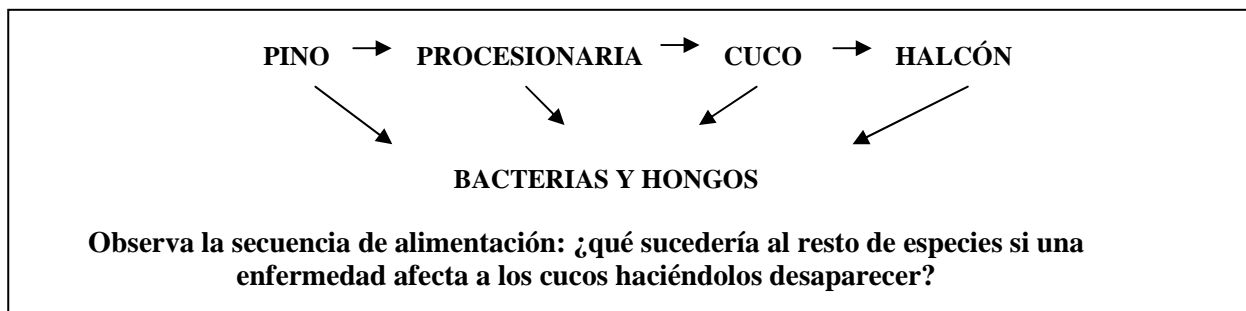 PINO PROCESIONARIA CUCO HALCÓN
BACTERIAS Y HONGOS
Observa la secuencia de alimentación: ¿qué sucedería al resto de especies si una
enfermedad afecta a los cucos haciéndolos desaparecer?